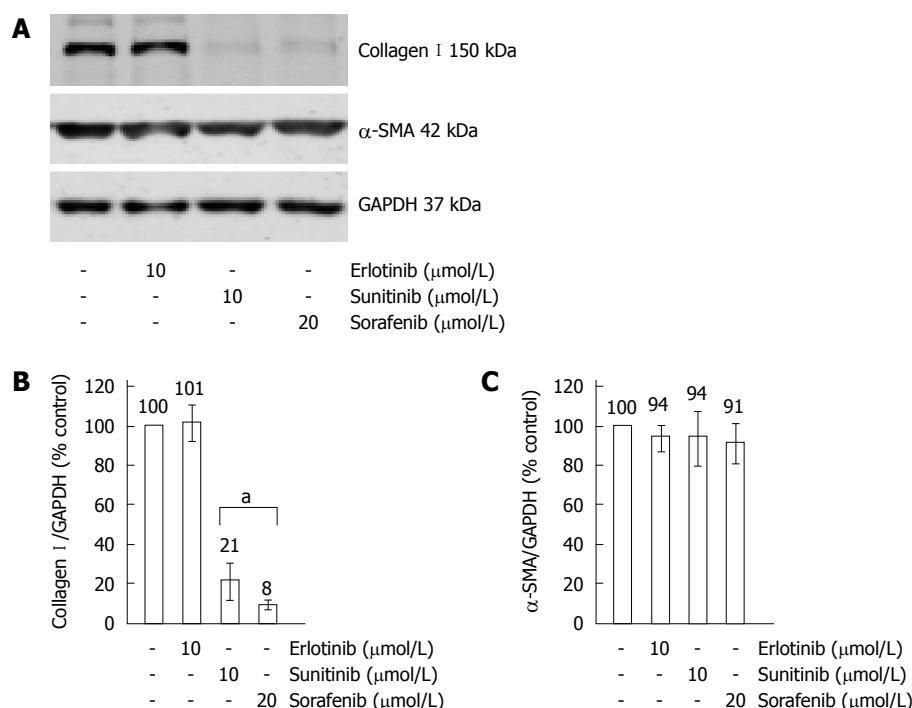 A
Collagen I 150 kDa
α-SMA 42 kDa
GAPDH 37 kDa
- 10 - - Erlotinib (μmol/L)
- - 10 - Sunitinib (μmol/L)
- - - 20 Sorafenib (μmol/L)
B
Collagen I/GAPDH (% control)
120
100
80
60
40
20
0
100
101
a
21
8
- 10 - - Erlotinib (μmol/L)
- - 10 - Sunitinib (μmol/L)
- - - 20 Sorafenib (μmol/L)
C
α-SMA/GAPDH (% control)
120
100
80
60
40
20
0
100
94
94
91
- 10 - - Erlotinib (μmol/L)
- - 10 - Sunitinib (μmol/L)
- - - 20 Sorafenib (μmol/L)